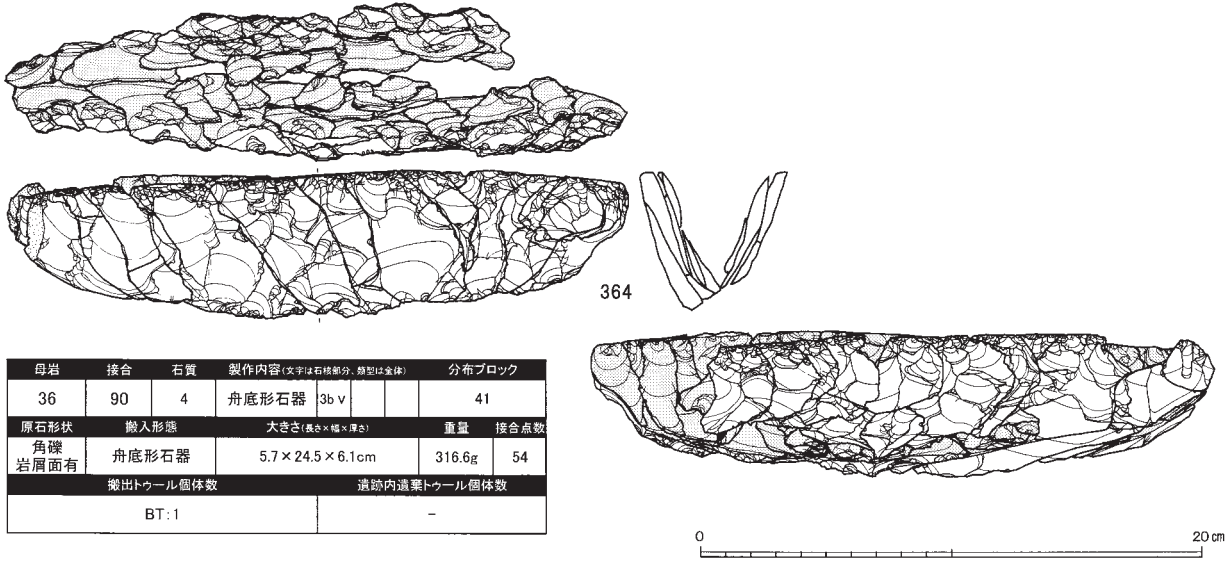 364
母岩 接合 石質 製作内容(文字は石核部分、類型は全体) 分布ブロック
36 90 4 舟底形石器 3b v 41
原石形状 搬入形態 大きさ(長さ×幅×厚さ) 重量 接合点数
角礫
岩屑面有 舟底形石器 5.7×24.5×6.1cm 316.6g 54
搬出トゥール個体数 遺跡内遺棄トゥール個体数
BT:1 −
0 20cm